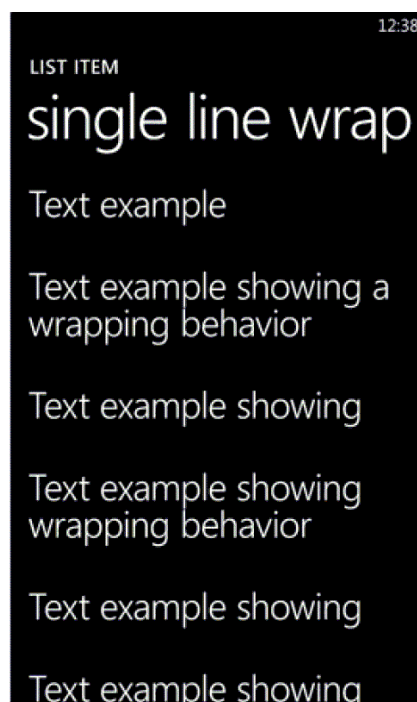 12:38
LIST ITEM
single line wrap
Text example
Text example showing a
wrapping behavior
Text example showing
Text example showing
wrapping behavior
Text example showing
Text example showing